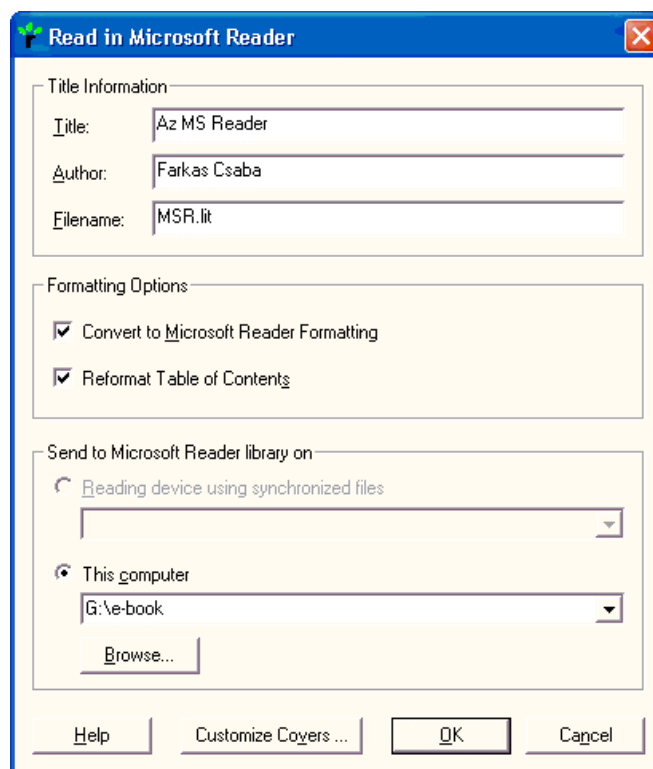 Read in Microsoft Reader
Title Information
Title: Az MS Reader
Author: Farkas Csaba
Filename: MSR.lit
Formatting Options
Convert to Microsoft Reader Formatting
Reformat Table of Contents
Send to Microsoft Reader library on
Reading device using synchronized files
This computer
G:\e-book
Browse...
Help Customize Covers ... OK Cancel